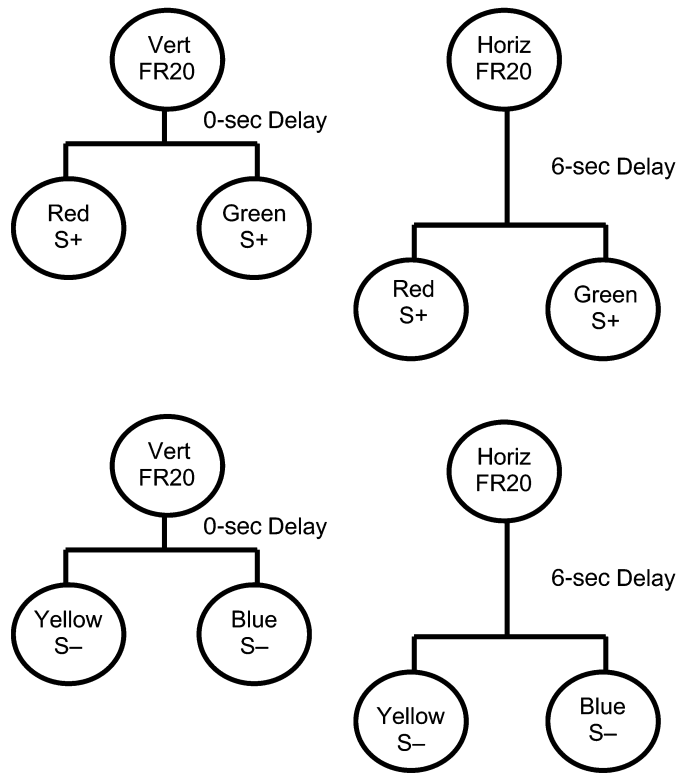 Vert
FR20
0-sec Delay
Red
S+
Green
S+
Horiz
FR20
6-sec Delay
Red
S+
Green
S+
Vert
FR20
0-sec Delay
Yellow
S–
Blue
S–
Horiz
FR20
6-sec Delay
Yellow
S–
Blue
S–